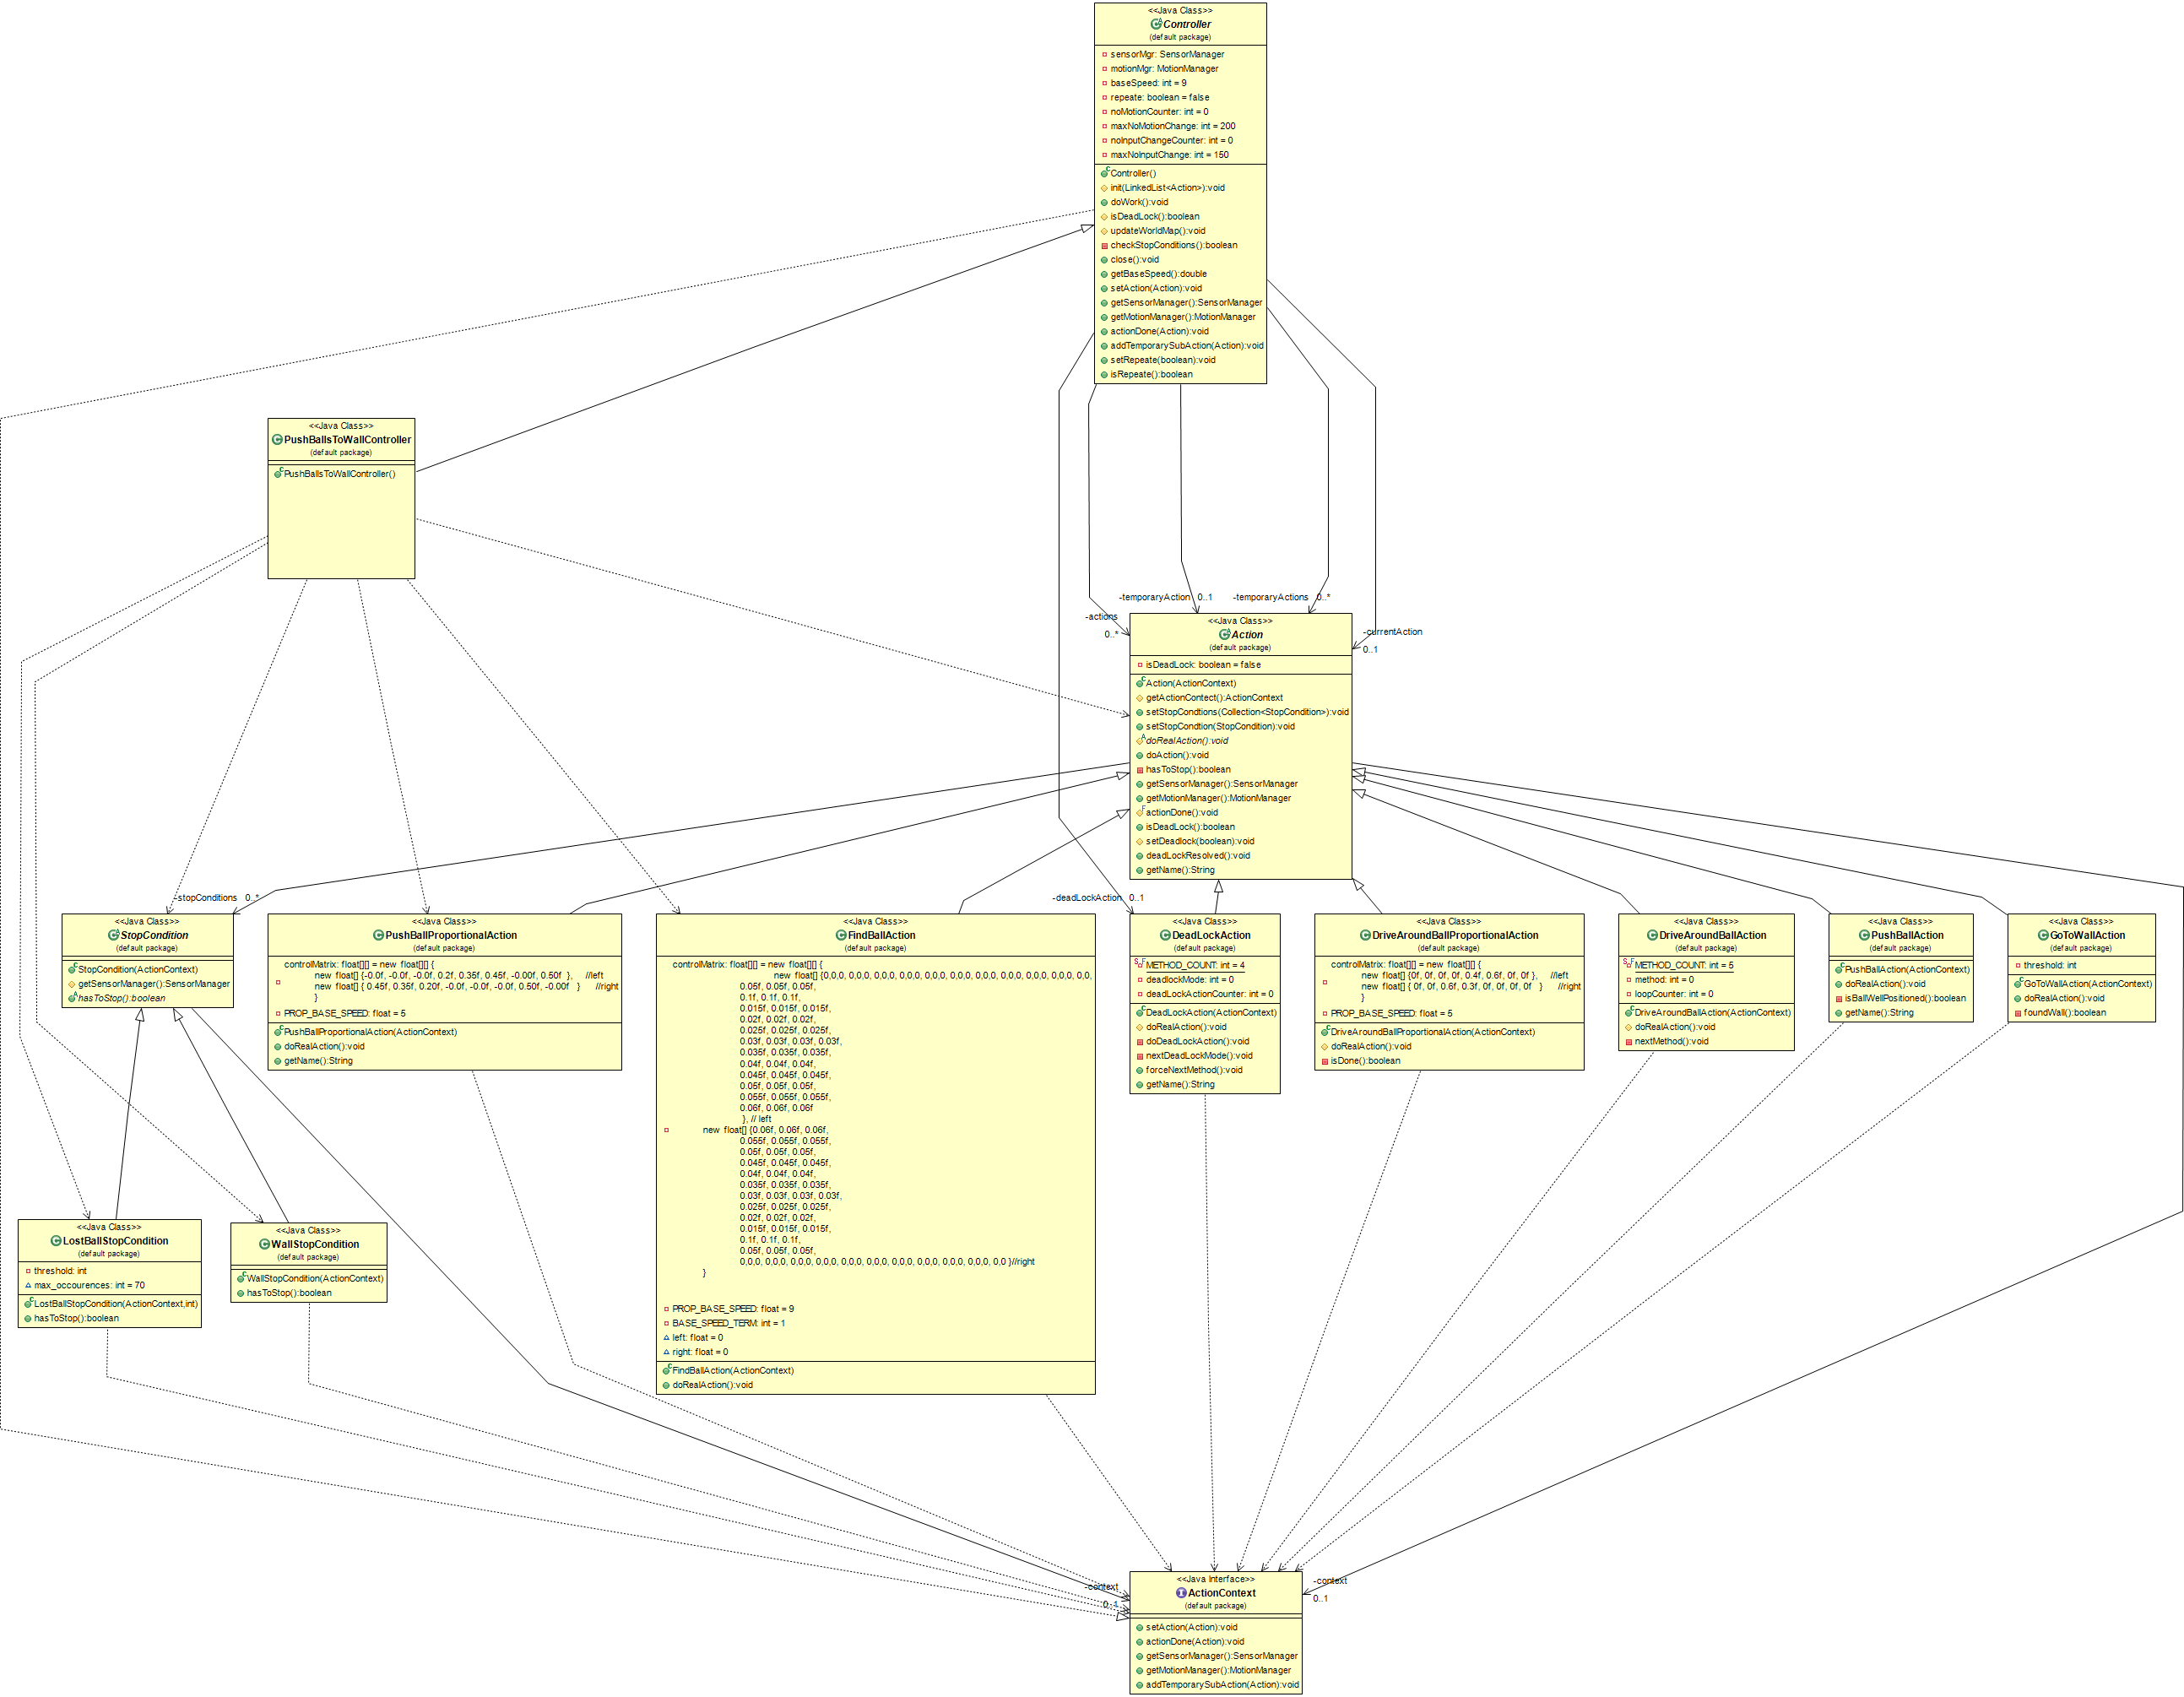 <<Java Class>>
Controller
(default package)
sensorMgr: SensorManager
motionMgr: MotionManager
baseSpeed: int = 9
repeate: boolean = false
noMotionCounter: int = 0
maxNoMotionChange: int = 200
noInputChangeCounter: int = 0
maxNoInputChange: int = 150
Controller()
init(LinkedList<Action>):void
doWork():void
isDeadLock():boolean
updateWorldMap():void
checkStopConditions():boolean
close():void
getBaseSpeed():double
setAction(Action):void
getSensorManager():SensorManager
getMotionManager():MotionManager
actionDone(Action):void
addTemporarySubAction(Action):void
setRepeate(boolean):void
isRepeate():boolean
<<Java Class>>
PushBallsToWallController
(default package)
PushBallsToWallController()
-temporaryAction 0..1
-temporaryActions 0..*
-actions
0..*
-currentAction
0..1
<<Java Class>>
Action
(default package)
isDeadLock: boolean = false
Action(ActionContext)
getActionContect():ActionContext
setStopCondtions(Collection<StopCondition>):void
setStopCondtion(StopCondition):void
doRealAction():void
doAction():void
hasToStop():boolean
getSensorManager():SensorManager
getMotionManager():MotionManager
actionDone():void
isDeadLock():boolean
setDeadlock(boolean):void
deadLockResolved():void
getName():String
-stopConditions 0..*
-deadLockAction 0..1
<<Java Class>>
StopCondition
(default package)
StopCondition(ActionContext)
getSensorManager():SensorManager
hasToStop():boolean
<<Java Class>>
PushBallProportionalAction
(default package)
controlMatrix: float[][] = new float[][] {
new float[] {-0.0f, -0.0f, -0.0f, 0.2f, 0.35f, 0.45f, -0.00f, 0.50f }, //left
new float[] { 0.45f, 0.35f, 0.20f, -0.0f, -0.0f, -0.0f, 0.50f, -0.00f } //right
}
PROP_BASE_SPEED: float = 5
PushBallProportionalAction(ActionContext)
doRealAction():void
getName():String
<<Java Class>>
FindBallAction
(default package)
controlMatrix: float[][] = new float[][] {
new float[] {0,0,0, 0,0,0, 0,0,0, 0,0,0, 0,0,0, 0,0,0, 0,0,0, 0,0,0, 0,0,0, 0,0,0, 0,0,
0.05f, 0.05f, 0.05f,
0.1f, 0.1f, 0.1f,
0.015f, 0.015f, 0.015f,
0.02f, 0.02f, 0.02f,
0.025f, 0.025f, 0.025f,
0.03f, 0.03f, 0.03f, 0.03f,
0.035f, 0.035f, 0.035f,
0.04f, 0.04f, 0.04f,
0.045f, 0.045f, 0.045f,
0.05f, 0.05f, 0.05f,
0.055f, 0.055f, 0.055f,
0.06f, 0.06f, 0.06f
}, // left
new float[] {0.06f, 0.06f, 0.06f,
0.055f, 0.055f, 0.055f,
0.05f, 0.05f, 0.05f,
0.045f, 0.045f, 0.045f,
0.04f, 0.04f, 0.04f,
0.035f, 0.035f, 0.035f,
0.03f, 0.03f, 0.03f, 0.03f,
0.025f, 0.025f, 0.025f,
0.02f, 0.02f, 0.02f,
0.015f, 0.015f, 0.015f,
0.1f, 0.1f, 0.1f,
0.05f, 0.05f, 0.05f,
0,0,0, 0,0,0, 0,0,0, 0,0,0, 0,0,0, 0,0,0, 0,0,0, 0,0,0, 0,0,0, 0,0,0, 0,0 }//right
}
PROP_BASE_SPEED: float = 9
BASE_SPEED_TERM: int = 1
left: float = 0
right: float = 0
FindBallAction(ActionContext)
doRealAction():void
<<Java Class>>
DeadLockAction
(default package)
METHOD_COUNT: int = 4
deadlockMode: int = 0
deadLockActionCounter: int = 0
DeadLockAction(ActionContext)
doRealAction():void
doDeadLockAction():void
nextDeadLockMode():void
forceNextMethod():void
getName():String
<<Java Class>>
DriveAroundBallProportionalAction
(default package)
controlMatrix: float[][] = new float[][] {
new float[] {0f, 0f, 0f, 0f, 0.4f, 0.6f, 0f, 0f }, //left
new float[] { 0f, 0f, 0.6f, 0.3f, 0f, 0f, 0f, 0f } //right
}
PROP_BASE_SPEED: float = 5
DriveAroundBallProportionalAction(ActionContext)
doRealAction():void
isDone():boolean
<<Java Class>>
DriveAroundBallAction
(default package)
METHOD_COUNT: int = 5
method: int = 0
loopCounter: int = 0
DriveAroundBallAction(ActionContext)
doRealAction():void
nextMethod():void
<<Java Class>>
PushBallAction
(default package)
PushBallAction(ActionContext)
doRealAction():void
isBallWellPositioned():boolean
getName():String
<<Java Class>>
GoToWallAction
(default package)
threshold: int
GoToWallAction(ActionContext)
doRealAction():void
foundWall():boolean
<<Java Class>>
LostBallStopCondition
(default package)
threshold: int
max_occourences: int = 70
LostBallStopCondition(ActionContext,int)
hasToStop():boolean
<<Java Class>>
WallStopCondition
(default package)
WallStopCondition(ActionContext)
hasToStop():boolean
-context
0..1
-context
0..1
<<Java Interface>>
ActionContext
(default package)
setAction(Action):void
actionDone(Action):void
getSensorManager():SensorManager
getMotionManager():MotionManager
addTemporarySubAction(Action):void